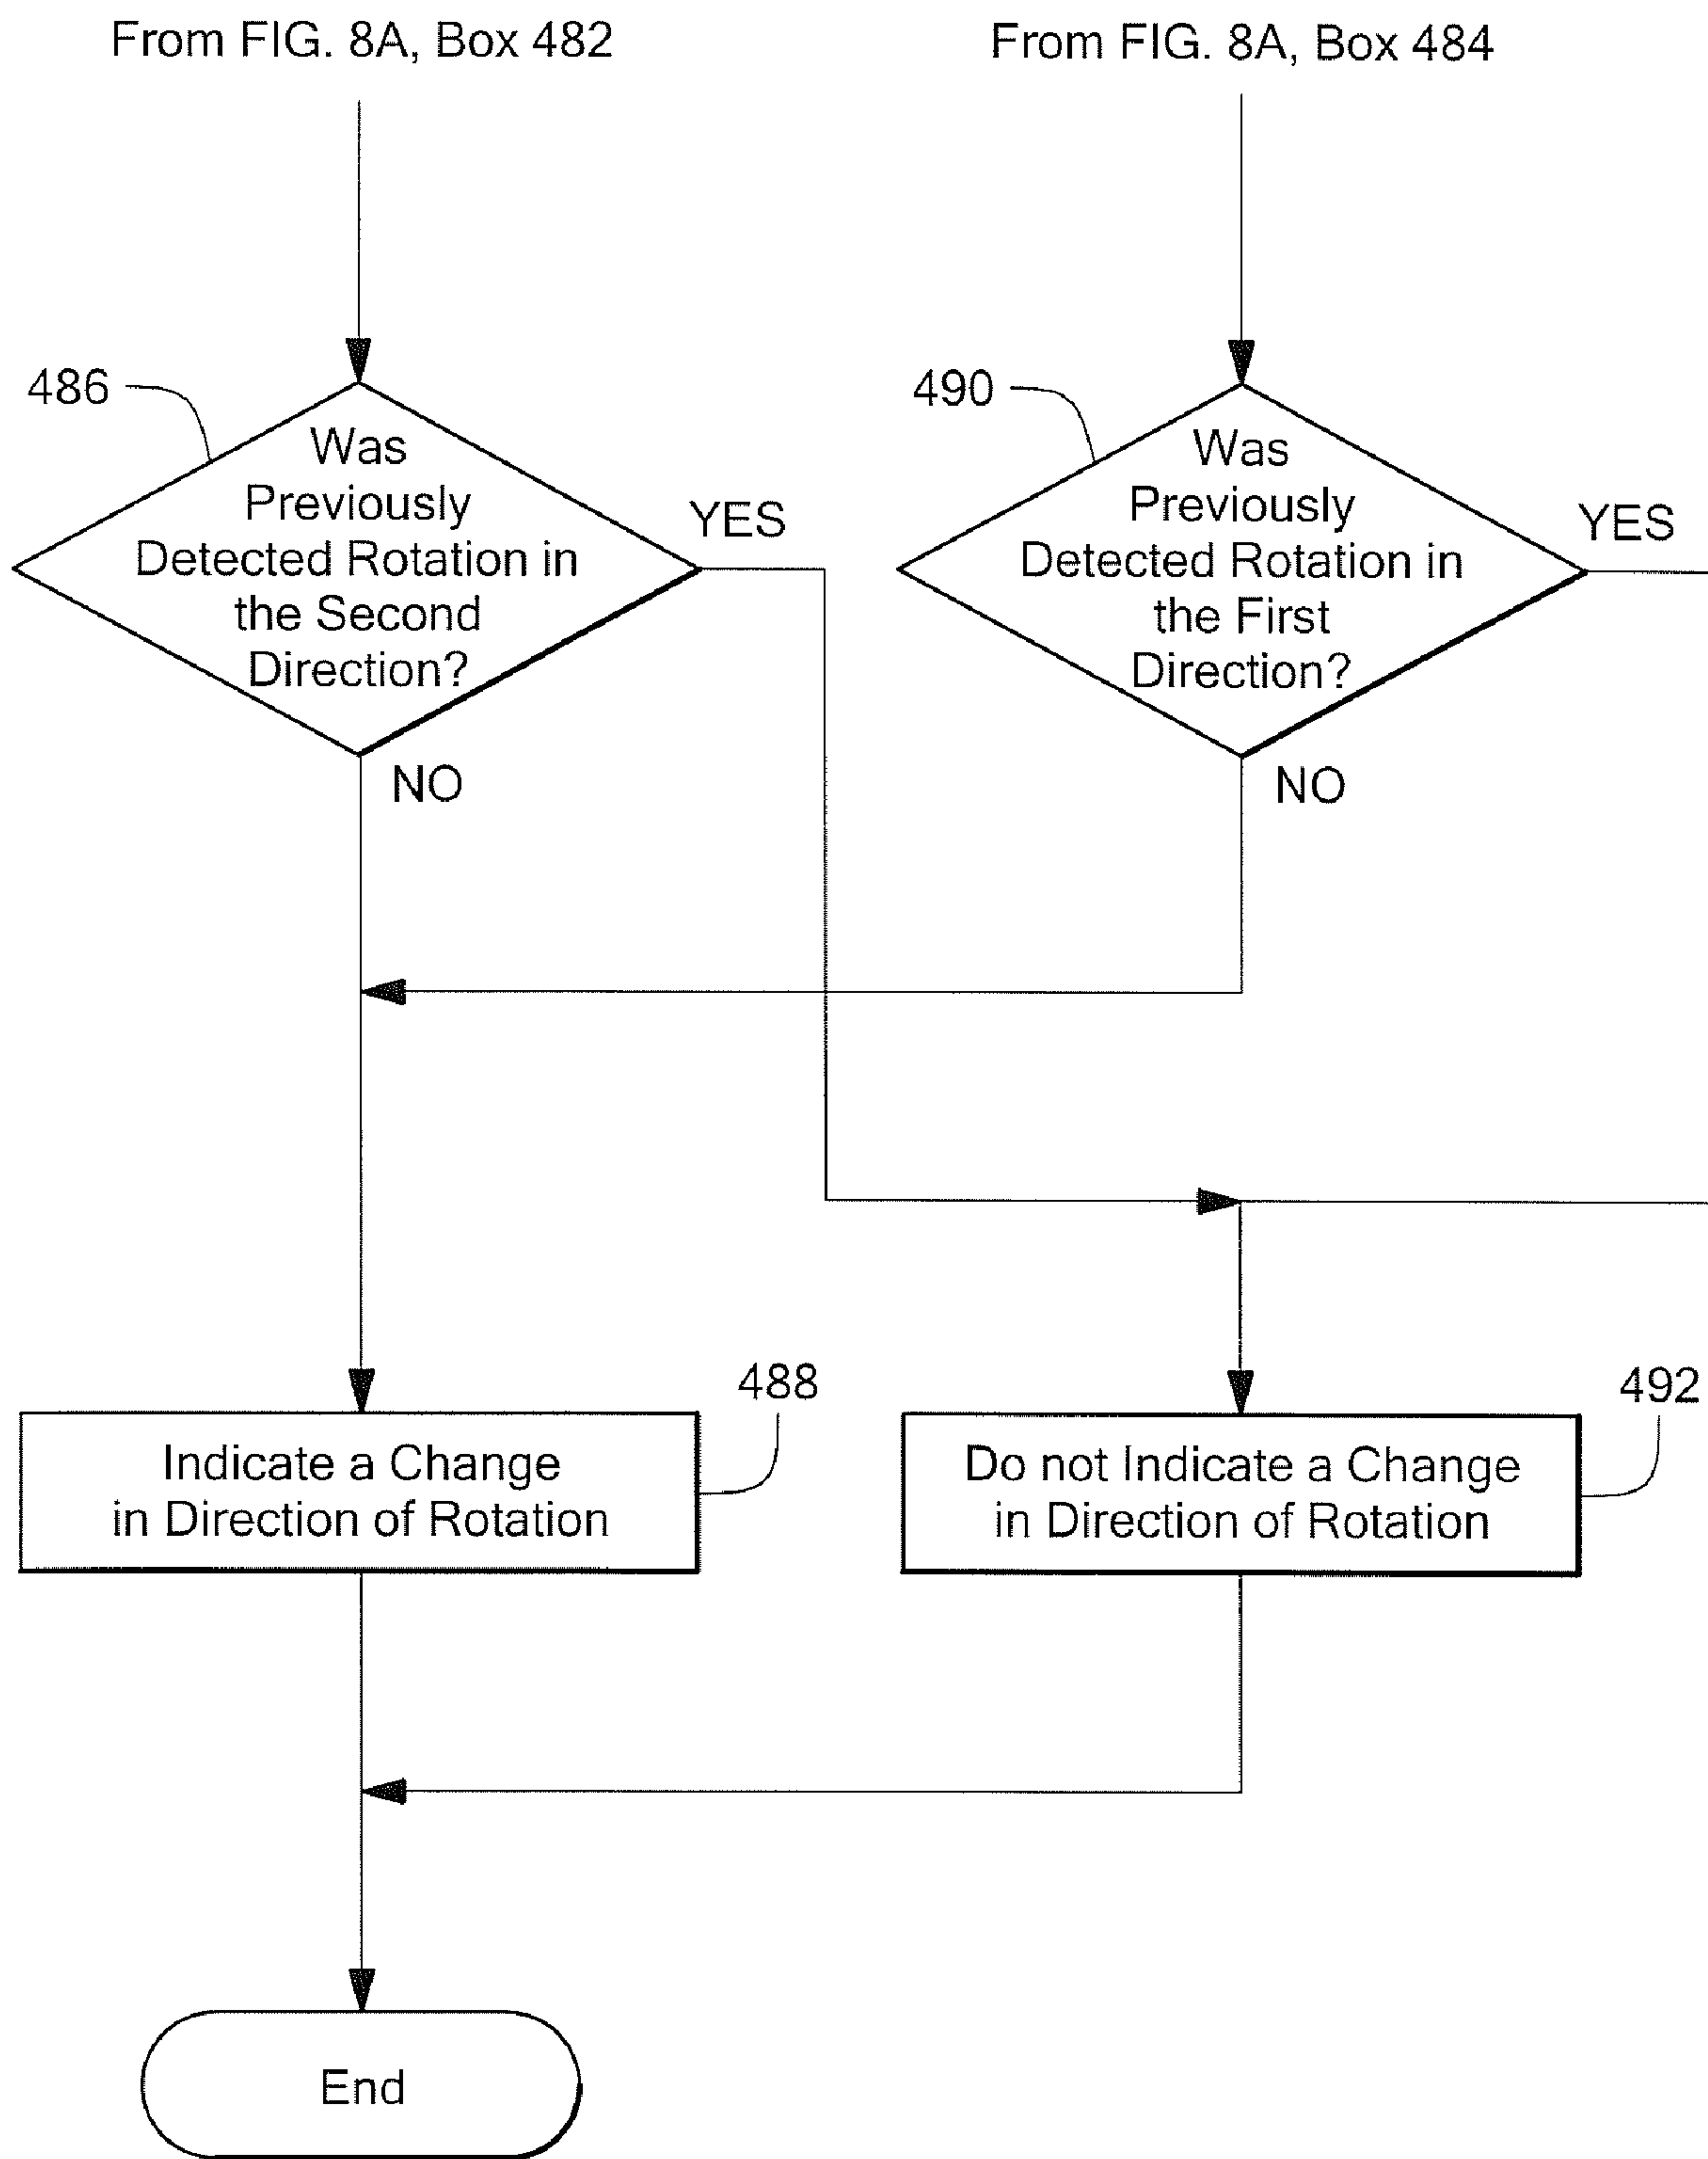 From FIG. 8A, Box 482
From FIG. 8A, Box 484
486
Was
Previously
Detected Rotation in
the Second
Direction?
YES
NO
490
Was
Previously
Detected Rotation in
the First
Direction?
YES
NO
488
Indicate a Change
in Direction of Rotation
492
Do not Indicate a Change
in Direction of Rotation
End